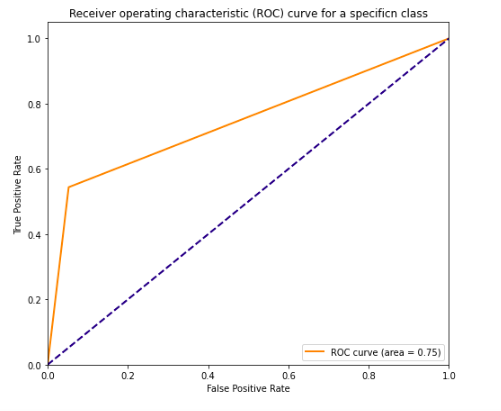 Receiver operating characteristic (ROC) curve for a specificn class
1.0
0.8
0.6
0.4
0.2
0.0
True Positive Rate
ROC curve (area = 0.75)
0.0 0.2 0.4 0.6 0.8 1.0
False Positive Rate